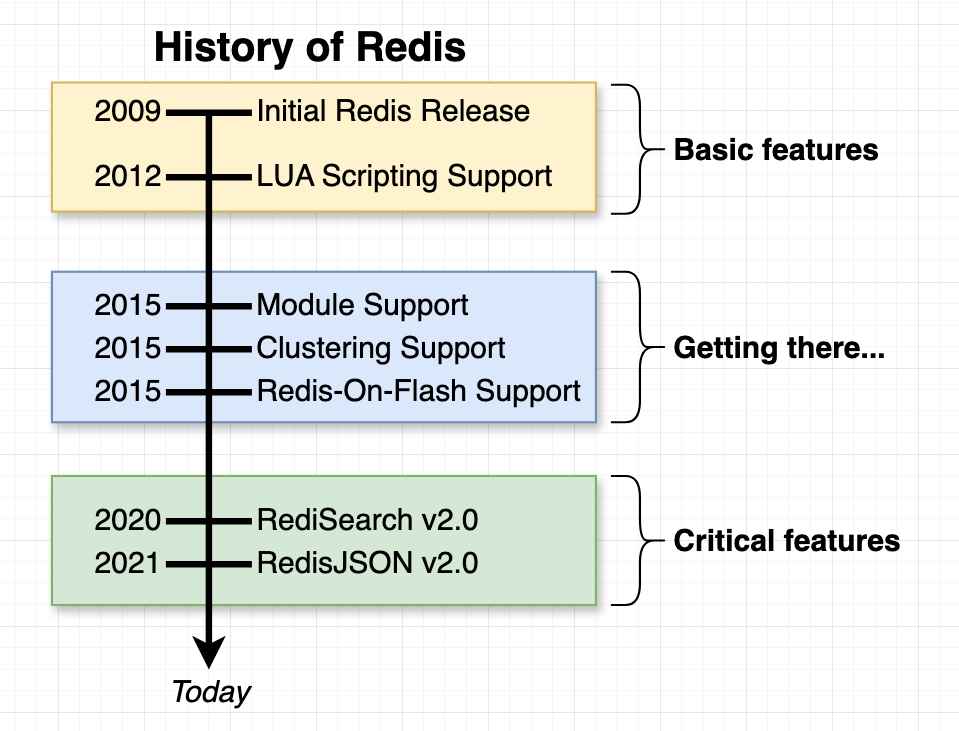 History of Redis
2009 Initial Redis Release
2012 LUA Scripting Support
Basic features
2015 Module Support
2015 Clustering Support
2015 Redis-On-Flash Support
Getting there...
2020 RediSearch v2.0
2021 RedisJSON v2.0
Critical features
Today